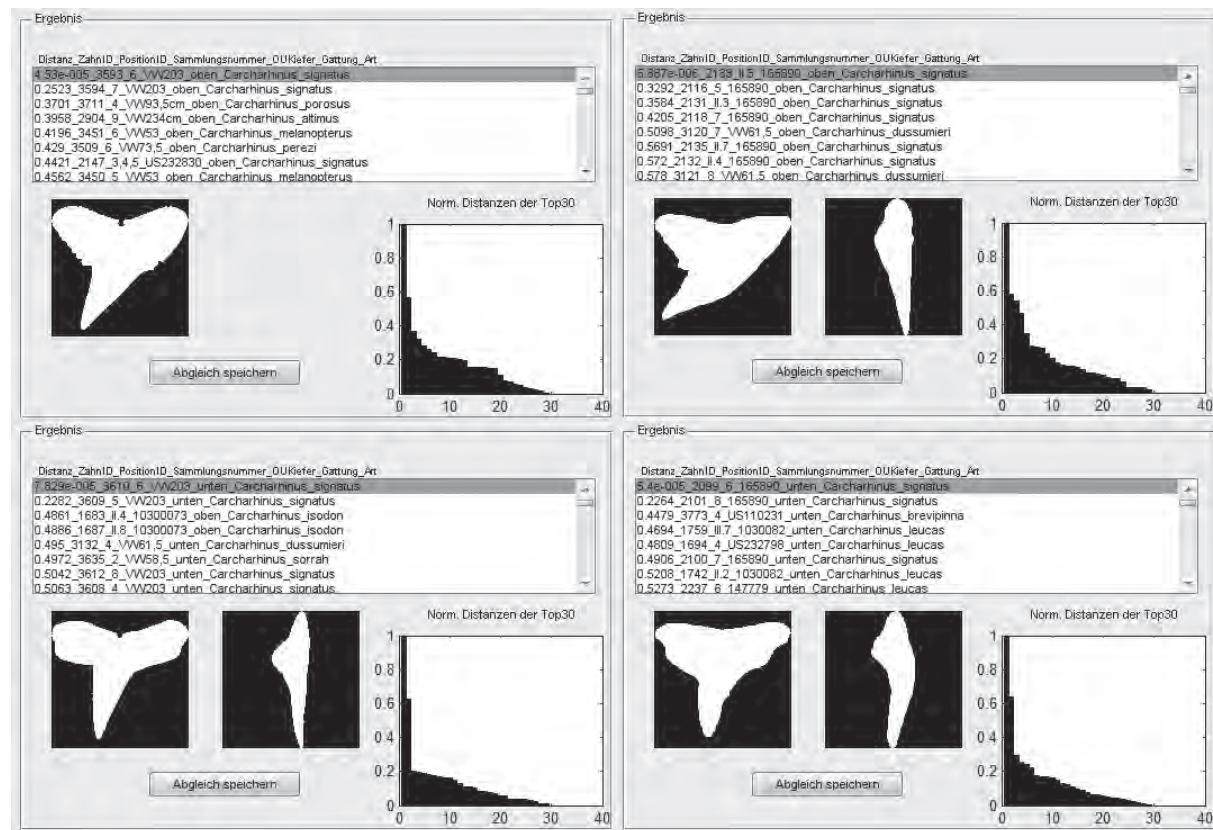 Ergebnis
Distanz_ZahnID_PositionID_Sammlungsnummer_OUKiefer_Gattung_Art
4.53e-005_3593_6_VW203_oben_Carcharhinus_signatus
0.2523_3594_7_VW203_oben_Carcharhinus_signatus
0.3701_3711_4_VW93,5cm_oben_Carcharhinus_porosus
0.3958_2904_9_VW234cm_oben_Carcharhinus_altimus
0.4196_3451_6_VW53_oben_Carcharhinus_melanopterus
0.429_3509_6_VW73,5_oben_Carcharhinus_perezi
0.4421_2147_3,4,5_US232830_oben_Carcharhinus_signatus
0.4562_3450_5_VW53_oben_Carcharhinus_melanopterus
Norm. Distanzen der Top30
1
0.8
0.6
0.4
0.2
0
0 10 20 30 40
Abgleich speichern
Ergebnis
Distanz_ZahnID_PositionID_Sammlungsnummer_OUKiefer_Gattung_Art
5.887e-006_2133_II.5_165890_oben_Carcharhinus_signatus
0.3292_2116_5_165890_oben_Carcharhinus_signatus
0.3584_2131_II.3_165890_oben_Carcharhinus_signatus
0.4205_2118_7_165890_oben_Carcharhinus_signatus
0.5098_3120_7_VW61,5_oben_Carcharhinus_dussumieri
0.5691_2135_II.7_165890_oben_Carcharhinus_signatus
0.572_2132_II.4_165890_oben_Carcharhinus_signatus
0.578_3121_8_VW61,5_oben_Carcharhinus_dussumieri
Norm. Distanzen der Top30
1
0.8
0.6
0.4
0.2
0
0 10 20 30 40
Abgleich speichern
Ergebnis
Distanz_ZahnID_PositionID_Sammlungsnummer_OUKiefer_Gattung_Art
7.829e-005_3610_6_VW203_unten_Carcharhinus_signatus
0.2282_3609_5_VW203_unten_Carcharhinus_signatus
0.4861_1683_II.4_10300073_oben_Carcharhinus_isodon
0.4886_1687_II.8_10300073_oben_Carcharhinus_isodon
0.495_3132_4_VW61,5_unten_Carcharhinus_dussumieri
0.4972_3635_2_VW58,5_unten_Carcharhinus_sorrah
0.5042_3612_8_VW203_unten_Carcharhinus_signatus
0.5063_3608_4_VW203_unten_Carcharhinus_signatus
Norm. Distanzen der Top30
1
0.8
0.6
0.4
0.2
0
0 10 20 30 40
Abgleich speichern
Ergebnis
Distanz_ZahnID_PositionID_Sammlungsnummer_OUKiefer_Gattung_Art
5.4e-005_2099_6_165890_unten_Carcharhinus_signatus
0.2264_2101_8_165890_unten_Carcharhinus_signatus
0.4479_3773_4_US110231_unten_Carcharhinus_brevipinna
0.4694_1759_III.7_1030082_unten_Carcharhinus_leucas
0.4809_1694_4_US232798_unten_Carcharhinus_leucas
0.4906_2100_7_165890_unten_Carcharhinus_signatus
0.5208_1742_II.2_1030082_unten_Carcharhinus_leucas
0.5273_2237_6_147779_unten_Carcharhinus_leucas
Norm. Distanzen der Top30
1
0.8
0.6
0.4
0.2
0
0 10 20 30 40
Abgleich speichern